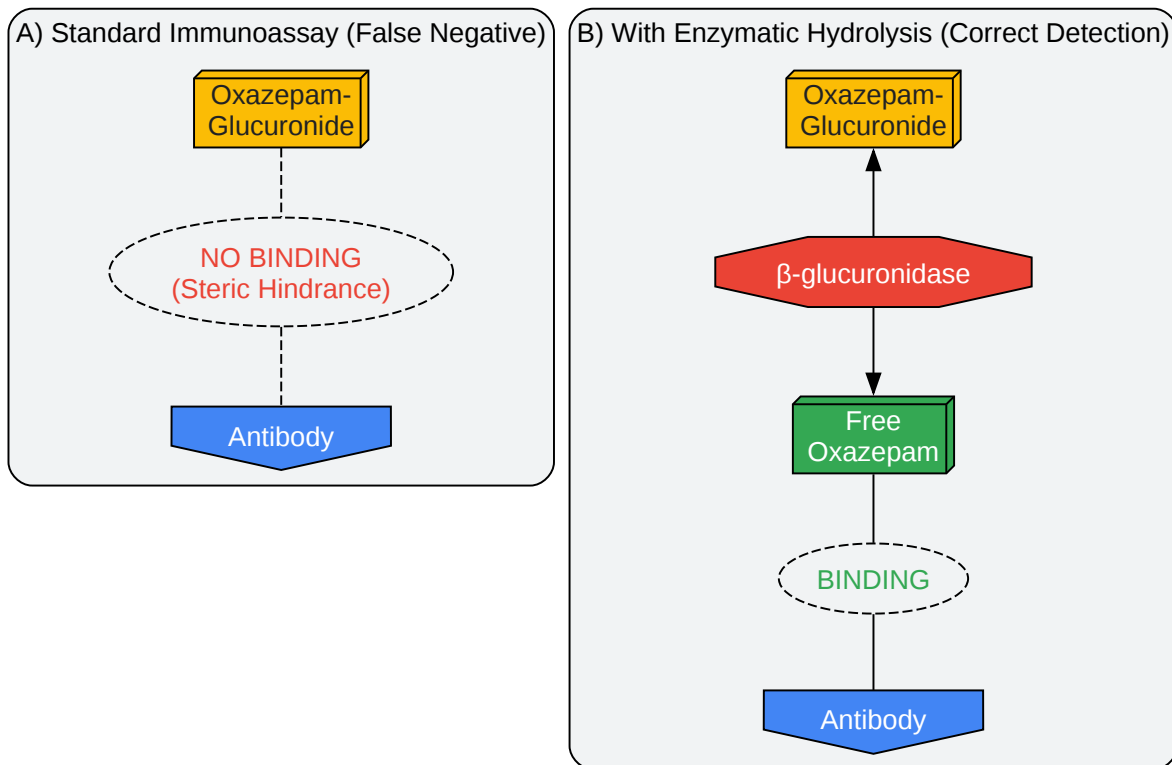 A) Standard Immunoassay (False Negative)
Oxazepam-
Glucuronide
NO BINDING
(Steric Hindrance)
Antibody
B) With Enzymatic Hydrolysis (Correct Detection)
Oxazepam-
Glucuronide
β-glucuronidase
Free
Oxazepam
BINDING
Antibody